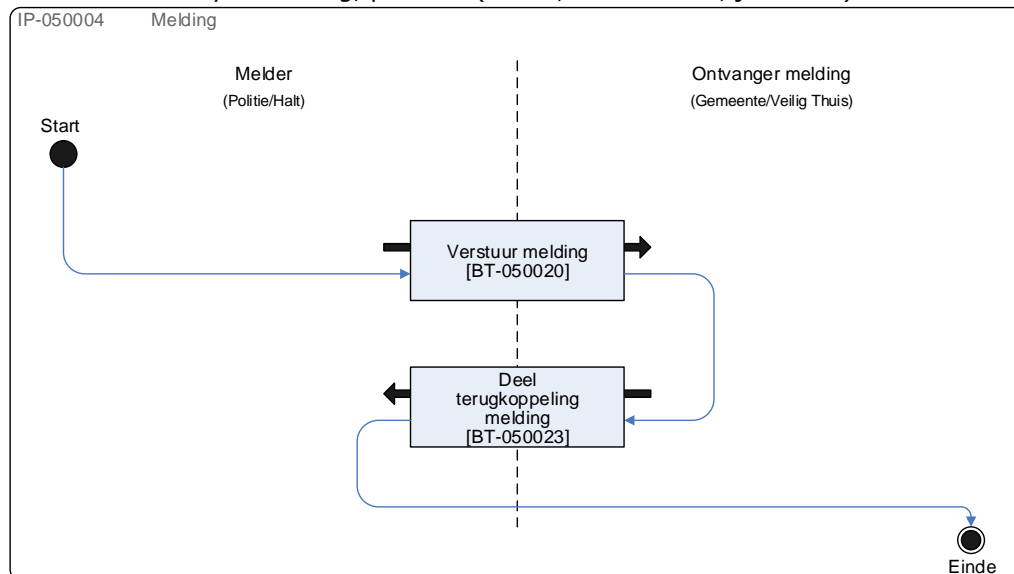 IP-050004 Melding
Melder
(Politie/Halt)
Ontvanger melding
(Gemeente/Veilig Thuis)
Start
Verstuur melding
[BT-050020]
Deel
terugkoppeling
melding
[BT-050023]
Einde